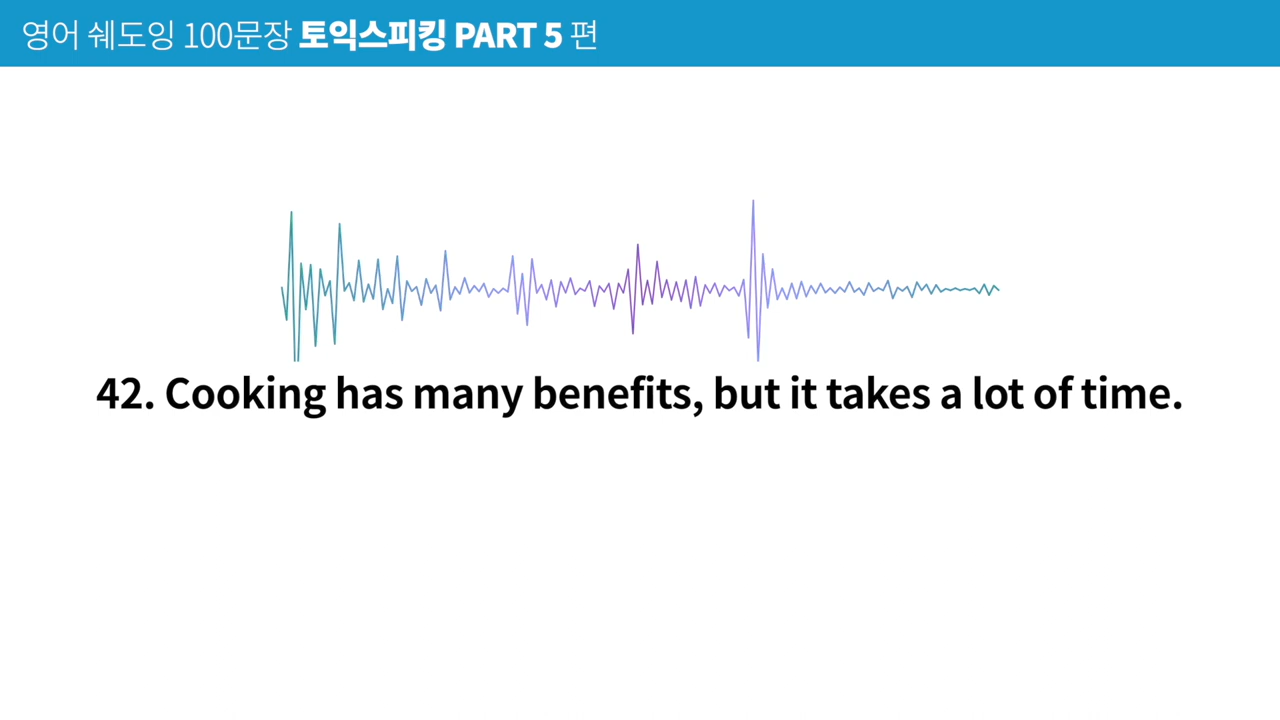 영어 쉐도잉 100문장 토익스피킹 PART 5 편
42. Cooking has many benefits, but it takes a lot of time.